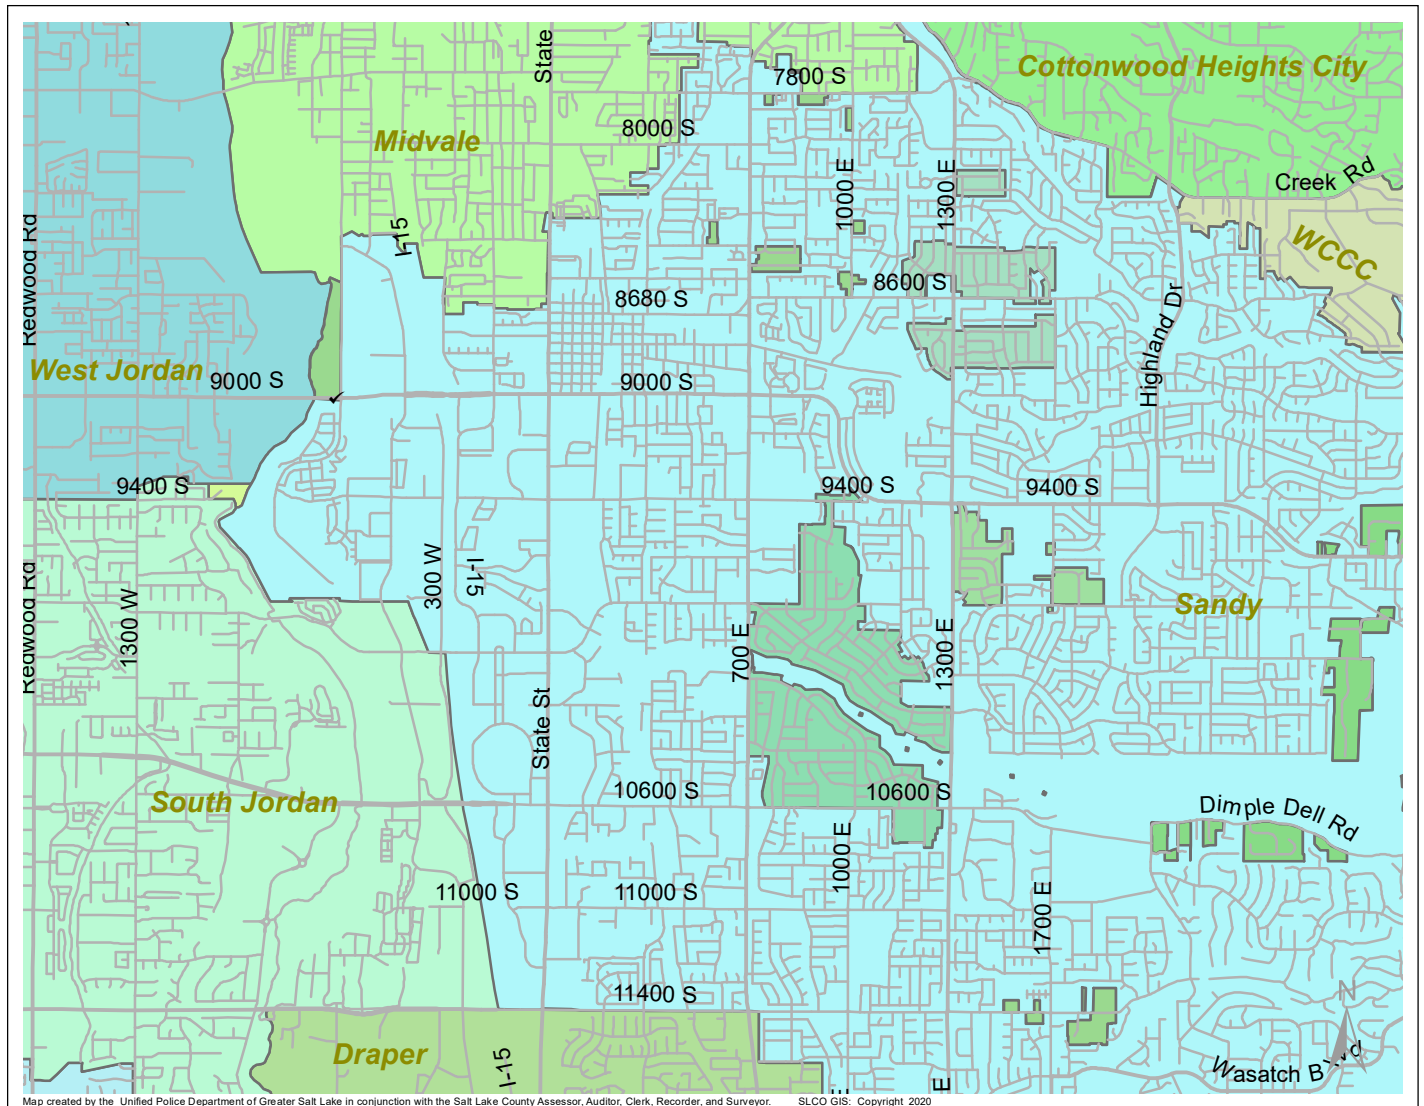 State
7800 S
Cottonwood Heights City
Midvale
8000 S
Creek Rd
1000 E
1300 E
Redwood Rd
I-15
WCCC
8600 S
8680 S
Highland Dr
West Jordan
9000 S
9000 S
9400 S
9400 S
9400 S
300 W
I-15
Redwood Rd
1300 W
Sandy
700 E
1300 E
State St
10600 S
10600 S
South Jordan
Dimple Dell Rd
1000 E
11000 S
11000 S
1700 E
11400 S
N
Draper
I-15
E
E
Wasatch Blvd
Map created by the Unified Police Department of Greater Salt Lake in conjunction with the Salt Lake County Assessor, Auditor, Clerk, Recorder, and Surveyor. SLCO GIS: Copyright 2020